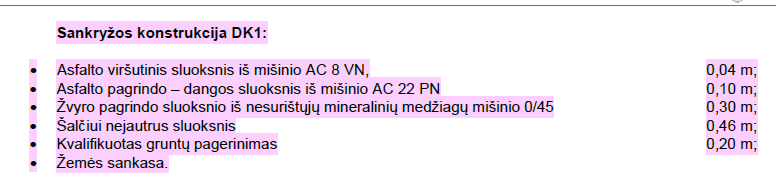 Sankryžos konstrukcija DK1:
• Asfalto viršutinis sluoksnis iš mišinio AC 8 VN, 0,04 m;
• Asfalto pagrindo – dangos sluoksnis iš mišinio AC 22 PN 0,10 m;
• Žvyro pagrindo sluoksnio iš nesurištųjų mineralinių medžiagų mišinio 0/45 0,30 m;
• Šalčiui nejautrus sluoksnis 0,46 m;
• Kvalifikuotas gruntų pagerinimas 0,20 m;
• Žemės sankasa.